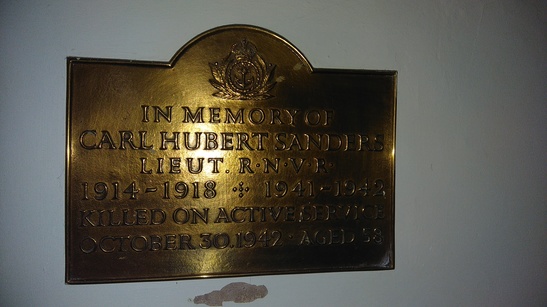 IN MEMORY OF
CARL HUBERT SANDERS
LIEUT. R·N·V·R·
1914–1918 ⁘ 1941–1942
KILLED ON ACTIVE SERVICE
OCTOBER 30. 1942 · AGED